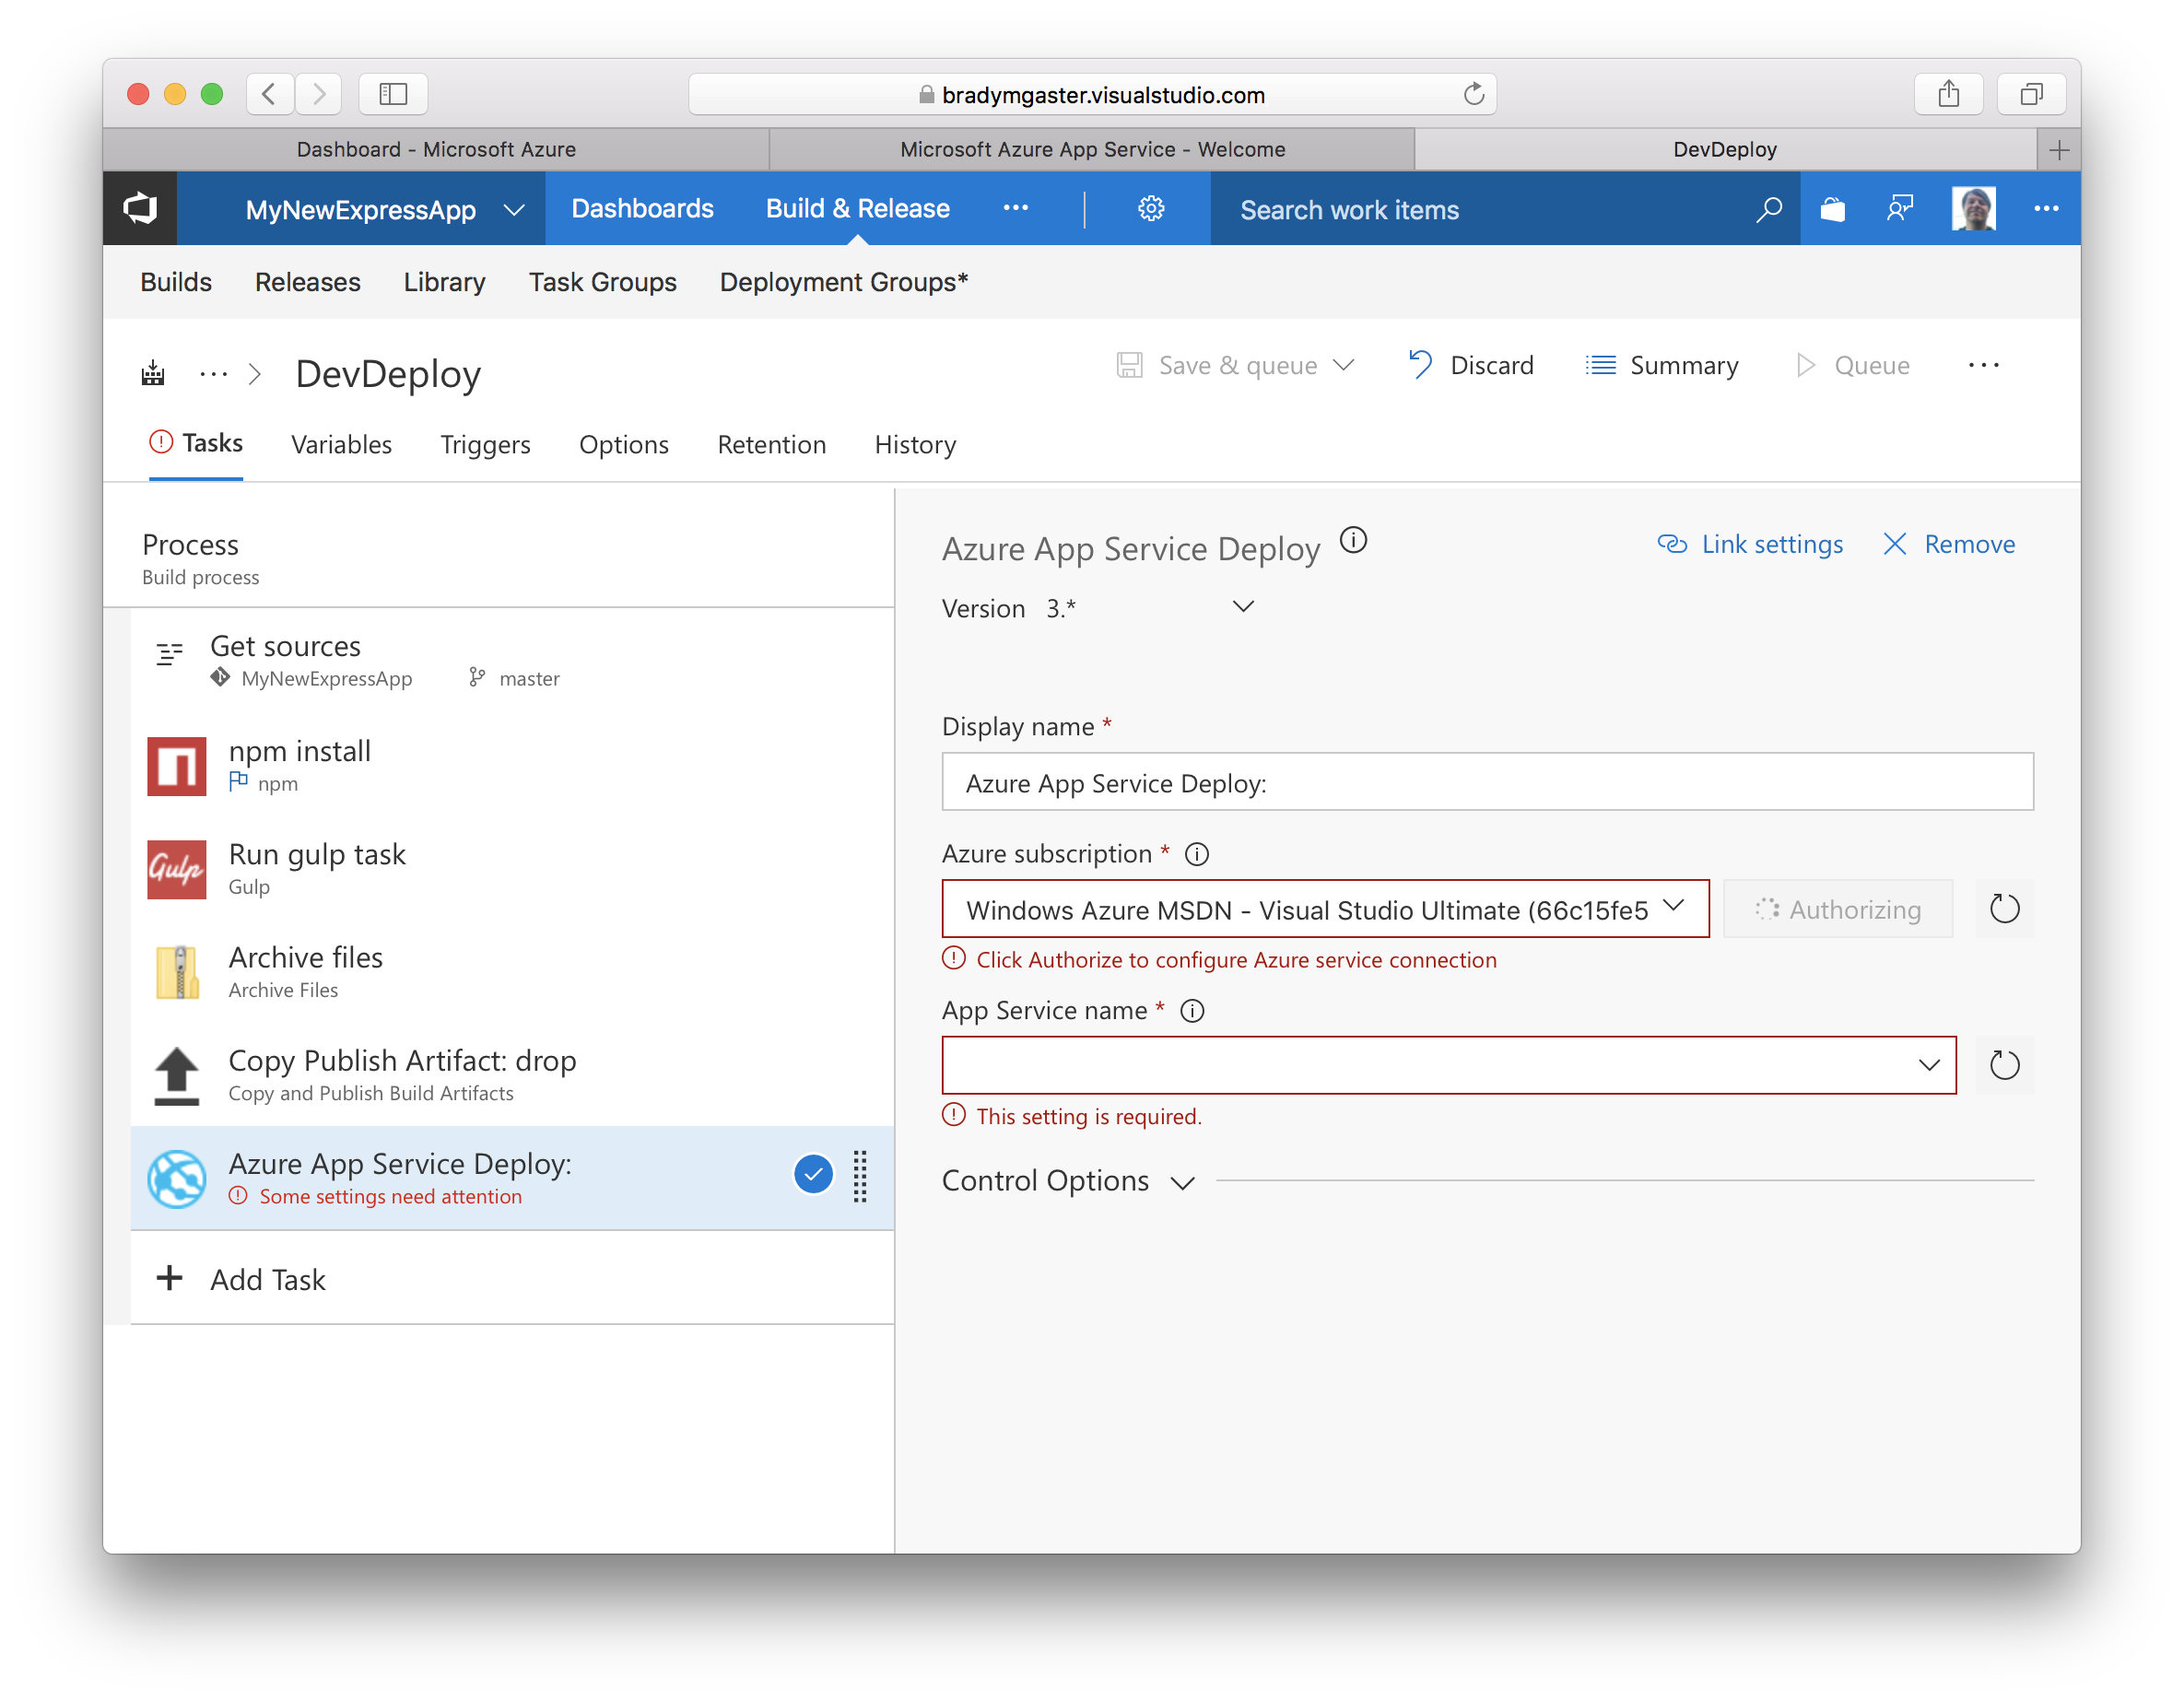 bradymgaster.visualstudio.com
Dashboard - Microsoft Azure
Microsoft Azure App Service - Welcome
DevDeploy
MyNewExpressApp
Dashboards
Build & Release
Search work items
Builds
Releases
Library
Task Groups
Deployment Groups*
DevDeploy
Save & queue
Discard
Summary
Queue
Tasks
Variables
Triggers
Options
Retention
History
Process
Build process
Get sources
MyNewExpressApp
master
npm install
npm
Gulp
Run gulp task
Gulp
Archive files
Archive Files
Copy Publish Artifact: drop
Copy and Publish Build Artifacts
Azure App Service Deploy:
Some settings need attention
Add Task
Azure App Service Deploy
Link settings
Remove
Version 3.*
Display name *
Azure App Service Deploy:
Azure subscription *
Windows Azure MSDN - Visual Studio Ultimate (66c15fe5
Authorizing
Click Authorize to configure Azure service connection
App Service name *
This setting is required.
Control Options